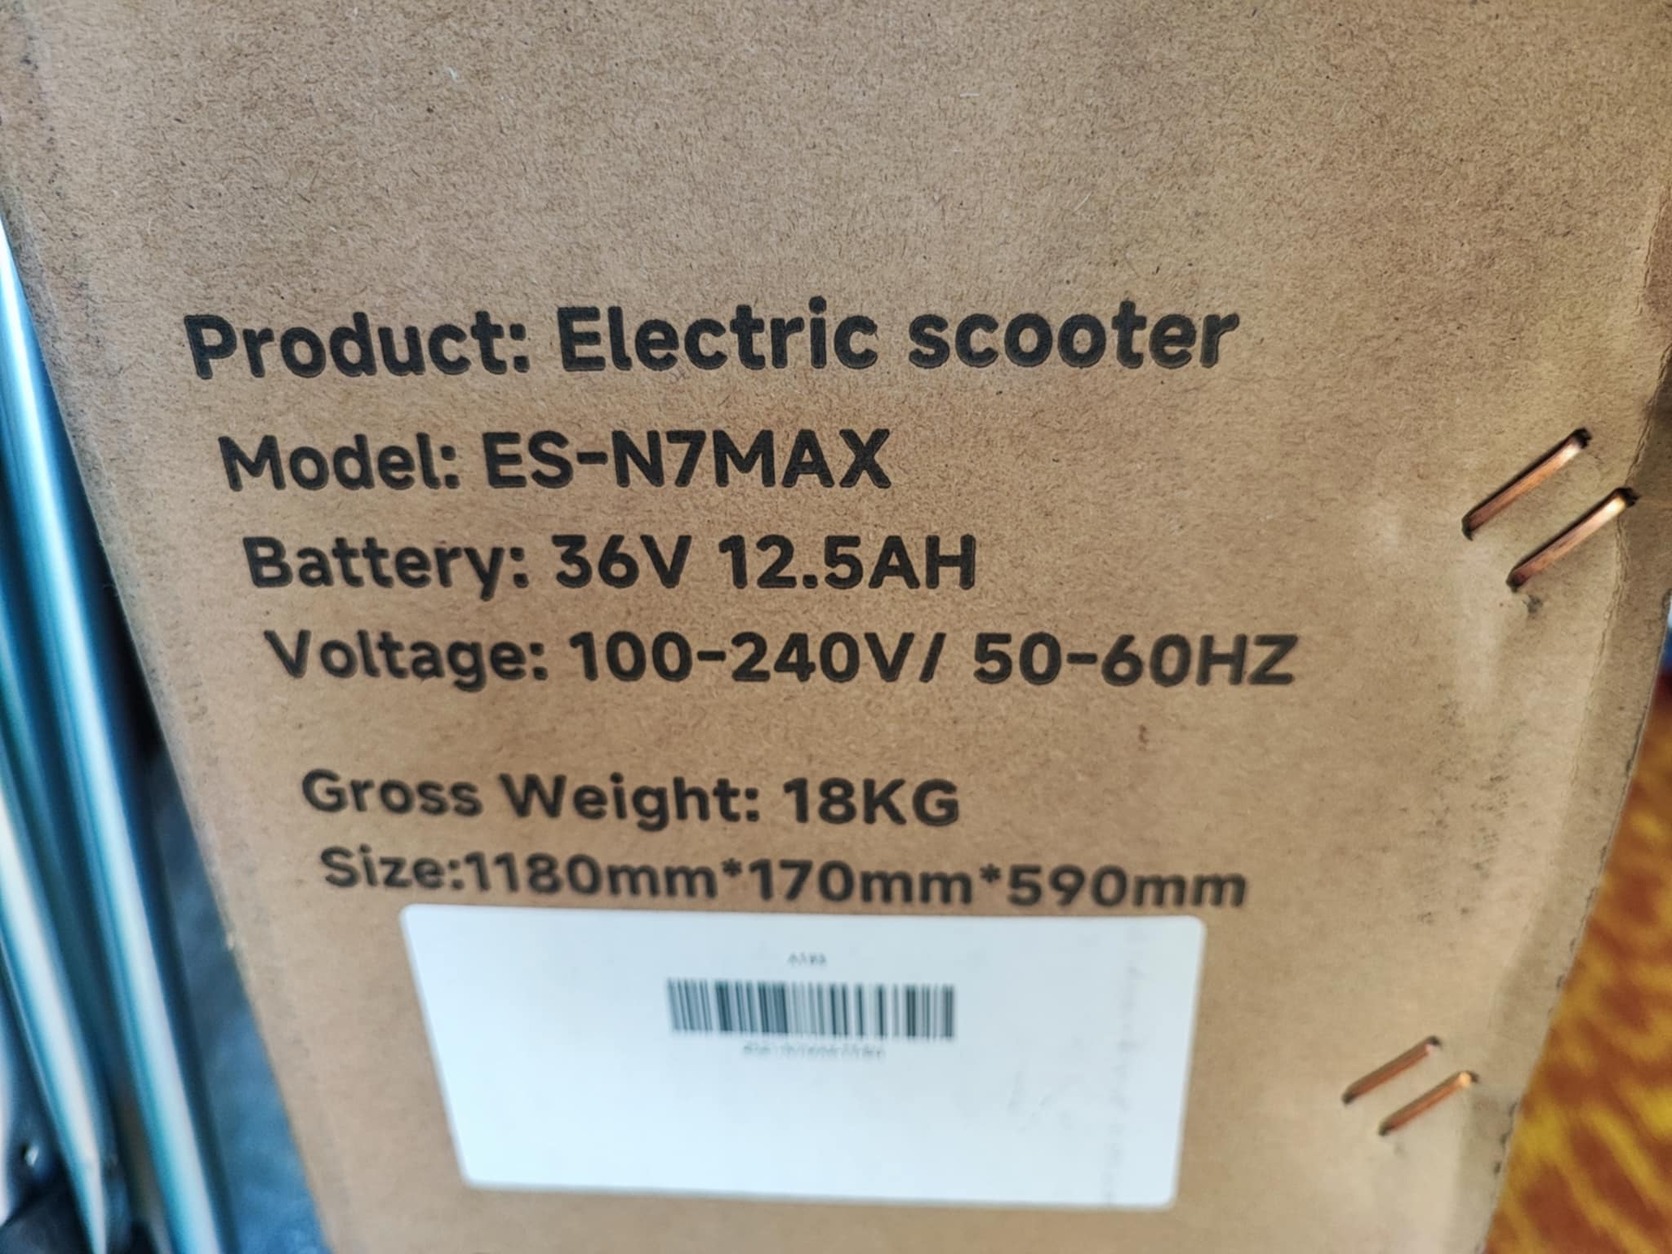 Product: Electric scooter
Model: ES-N7MAX
Battery: 36V 12.5AH
Voltage: 100-240V/ 50-60HZ
Gross Weight: 18KG
Size:1180mm*170mm*590mm